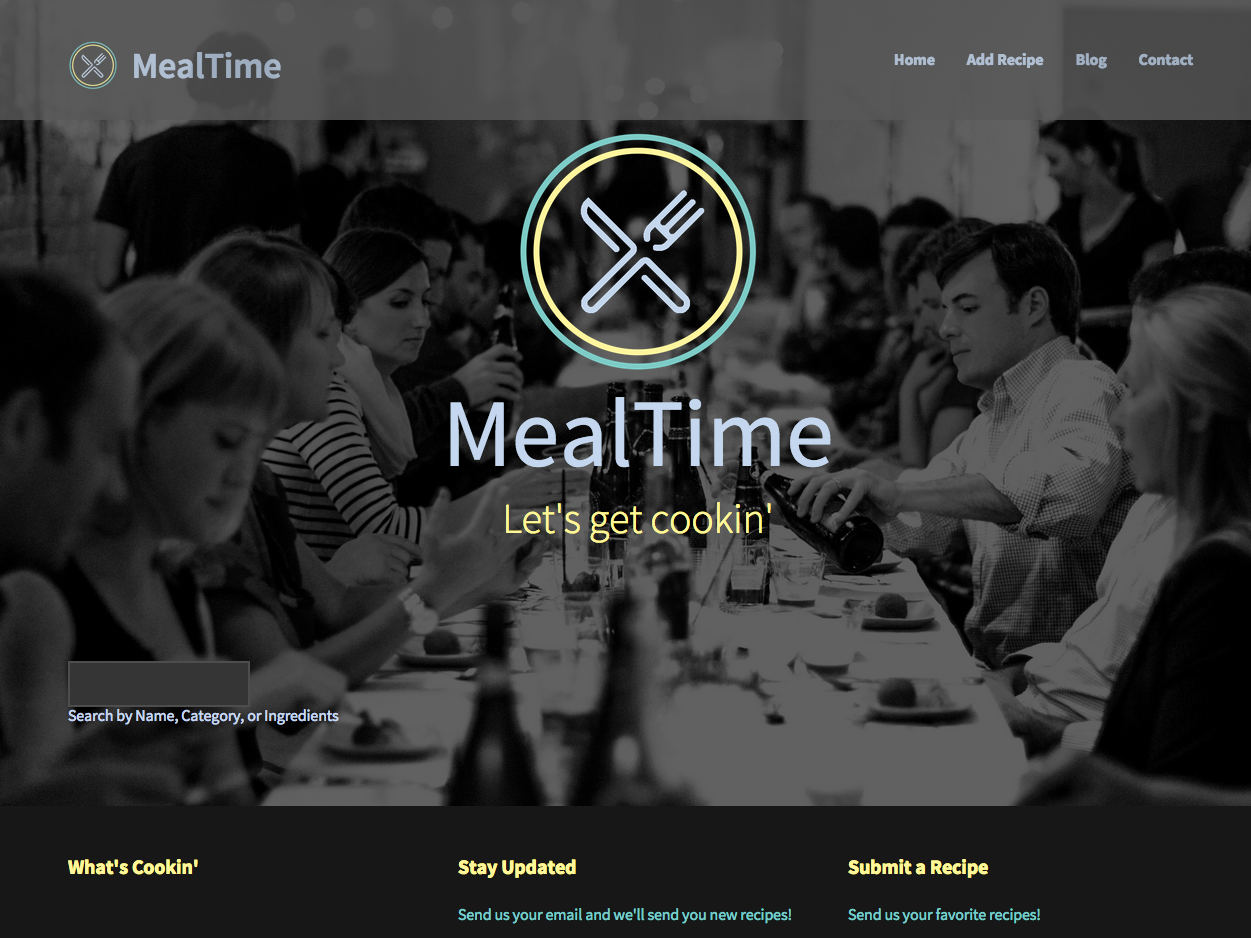 MealTime
Home Add Recipe Blog Contact
MealTime
Let's get cookin'
Search by Name, Category, or Ingredients
What's Cookin'
Stay Updated
Submit a Recipe
Send us your email and we'll send you new recipes!
Send us your favorite recipes!